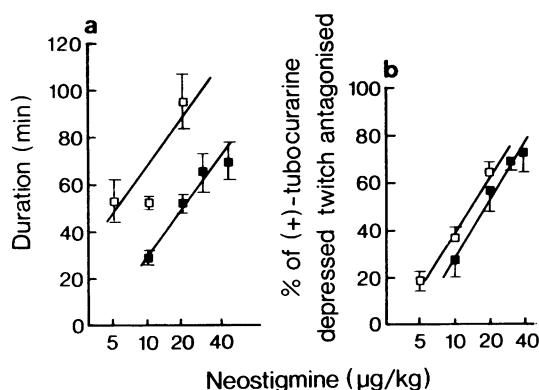 a
Duration (min)
120
100
80
60
40
20
0
5 10 20 40
b
% of (+)-tubocurarine
depressed twitch antagonised
100
80
60
40
20
0
5 10 20 40
Neostigmine (µg/kg)